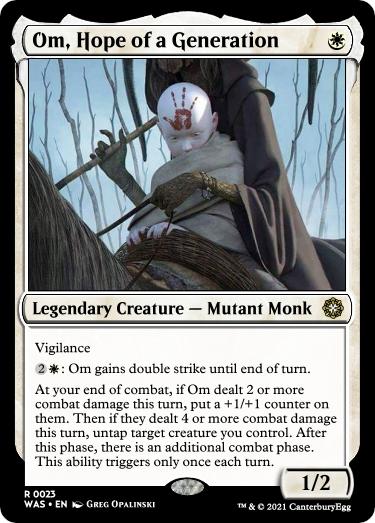 Om, Hope of a Generation
Legendary Creature — Mutant Monk
Vigilance
2: Om gains double strike until end of turn.
At your end of combat, if Om dealt 2 or more
combat damage this turn, put a +1/+1 counter on
them. Then if they dealt 4 or more combat damage
this turn, untap target creature you control. After
this phase, there is an additional combat phase.
This ability triggers only once each turn.
1/2
R 0023
WAS • EN Greg Opalinski
™ & © 2021 CanterburyEgg